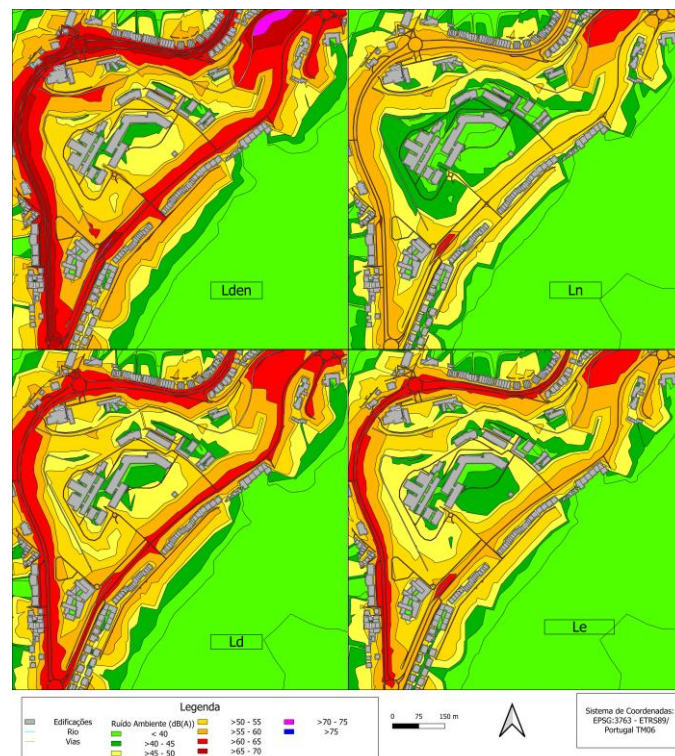 Lden
Ln
Ld
Le
Legenda
Edificações
Rio
Vias
Ruído Ambiente (dB(A))
< 40
>40 - 45
>45 - 50
>50 - 55
>55 - 60
>60 - 65
>65 - 70
>70 - 75
>75
0 75 150 m
Sistema de Coordenadas:
EPSG:3763 - ETRS89/
Portugal TM06